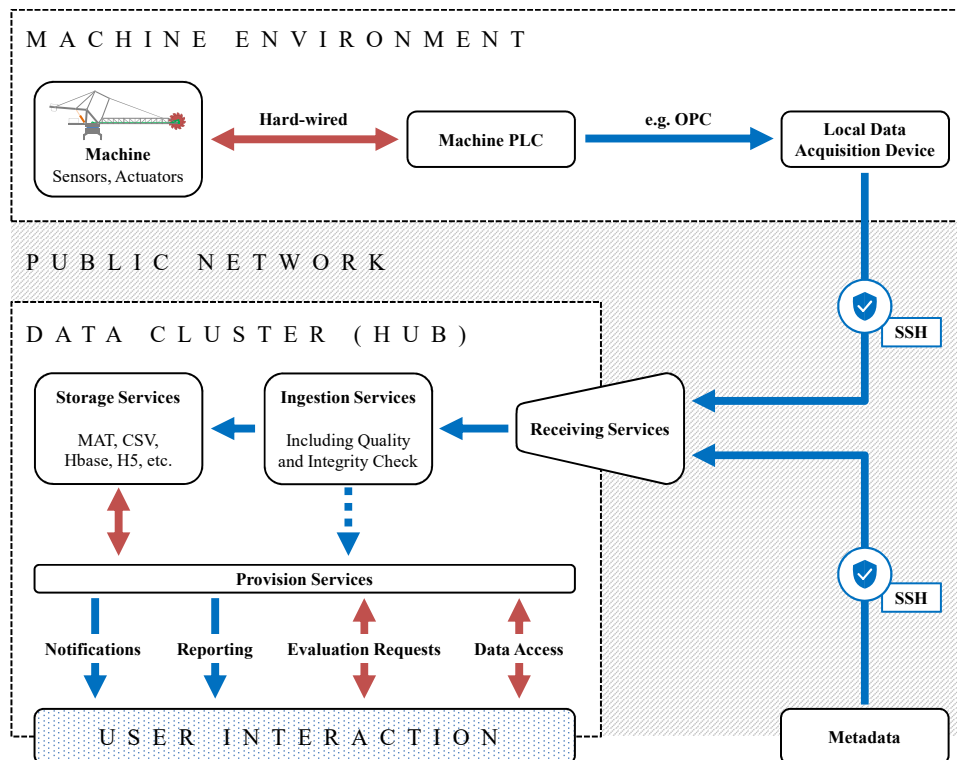 MACHINE ENVIRONMENT
Machine
Sensors, Actuators
Hard-wired
Machine PLC
e.g. OPC
Local Data
Acquisition Device
PUBLIC NETWORK
SSH
DATA CLUSTER (HUB)
Storage Services
MAT, CSV,
Hbase, H5, etc.
Ingestion Services
Including Quality
and Integrity Check
Receiving Services
Provision Services
SSH
Notifications
Reporting
Evaluation Requests
Data Access
USER INTERACTION
Metadata